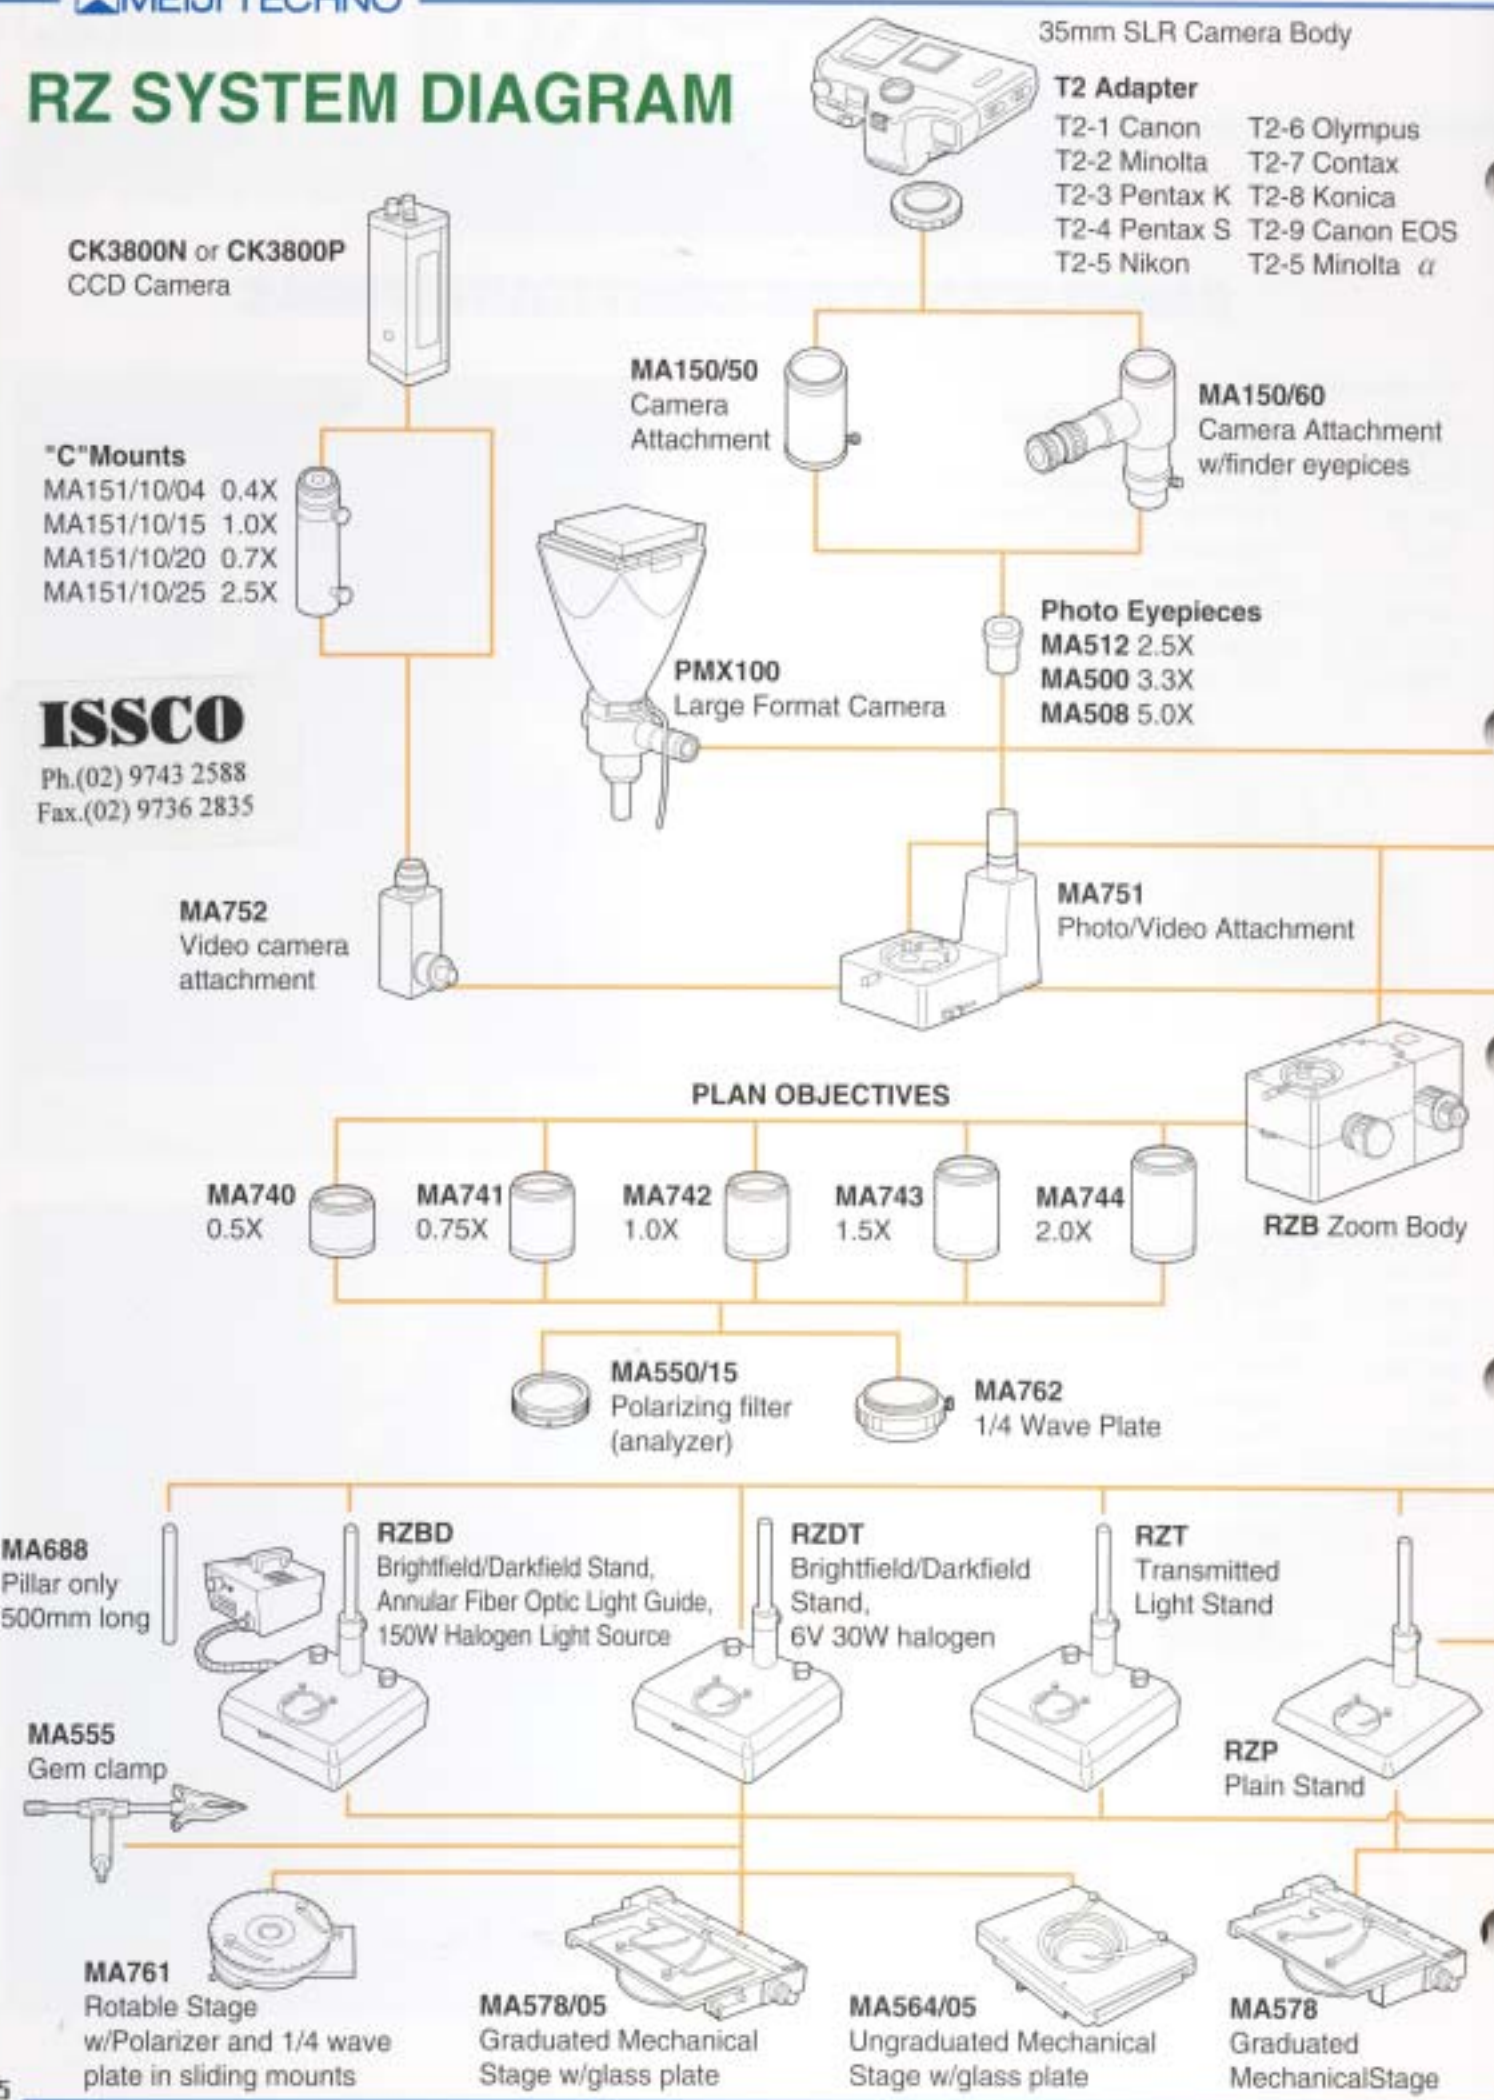 MEIJI TECHNO
RZ SYSTEM DIAGRAM
35mm SLR Camera Body
T2 Adapter
T2-1 Canon T2-6 Olympus
T2-2 Minolta T2-7 Contax
T2-3 Pentax K T2-8 Konica
T2-4 Pentax S T2-9 Canon EOS
T2-5 Nikon T2-5 Minolta α
CK3800N or CK3800P
CCD Camera
MA150/50
Camera
Attachment
MA150/60
Camera Attachment
w/finder eyepices
"C"Mounts
MA151/10/04 0.4X
MA151/10/15 1.0X
MA151/10/20 0.7X
MA151/10/25 2.5X
Photo Eyepieces
MA512 2.5X
MA500 3.3X
MA508 5.0X
PMX100
Large Format Camera
ISSCO
Ph.(02) 9743 2588
Fax.(02) 9736 2835
MA752
Video camera
attachment
MA751
Photo/Video Attachment
PLAN OBJECTIVES
MA740
0.5X
MA741
0.75X
MA742
1.0X
MA743
1.5X
MA744
2.0X
RZB Zoom Body
MA550/15
Polarizing filter
(analyzer)
MA762
1/4 Wave Plate
MA688
Pillar only
500mm long
RZBD
Brightfield/Darkfield Stand,
Annular Fiber Optic Light Guide,
150W Halogen Light Source
RZDT
Brightfield/Darkfield
Stand,
6V 30W halogen
RZT
Transmitted
Light Stand
MA555
Gem clamp
RZP
Plain Stand
MA761
Rotable Stage
w/Polarizer and 1/4 wave
plate in sliding mounts
MA578/05
Graduated Mechanical
Stage w/glass plate
MA564/05
Ungraduated Mechanical
Stage w/glass plate
MA578
Graduated
MechanicalStage
5